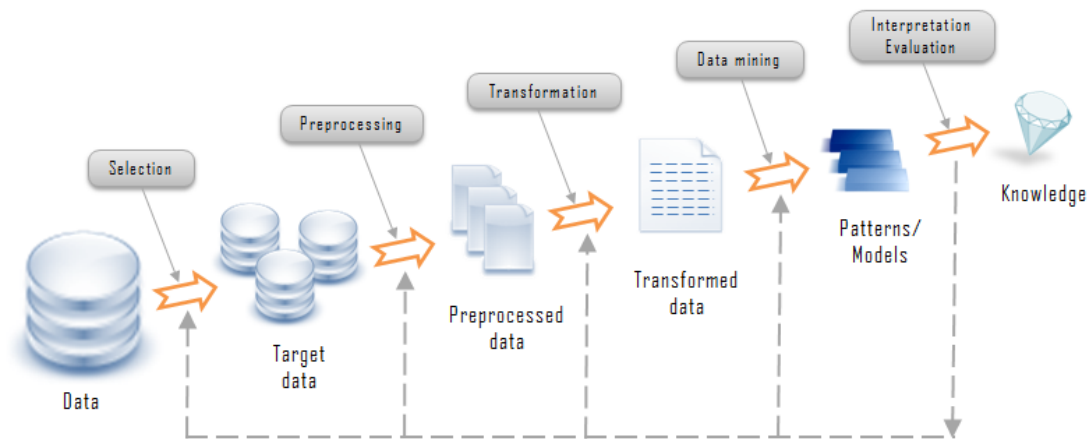 Interpretation
Evaluation
Data mining
Transformation
Preprocessing
Selection
Knowledge
Patterns/
Models
Transformed
data
Preprocessed
data
Target
data
Data